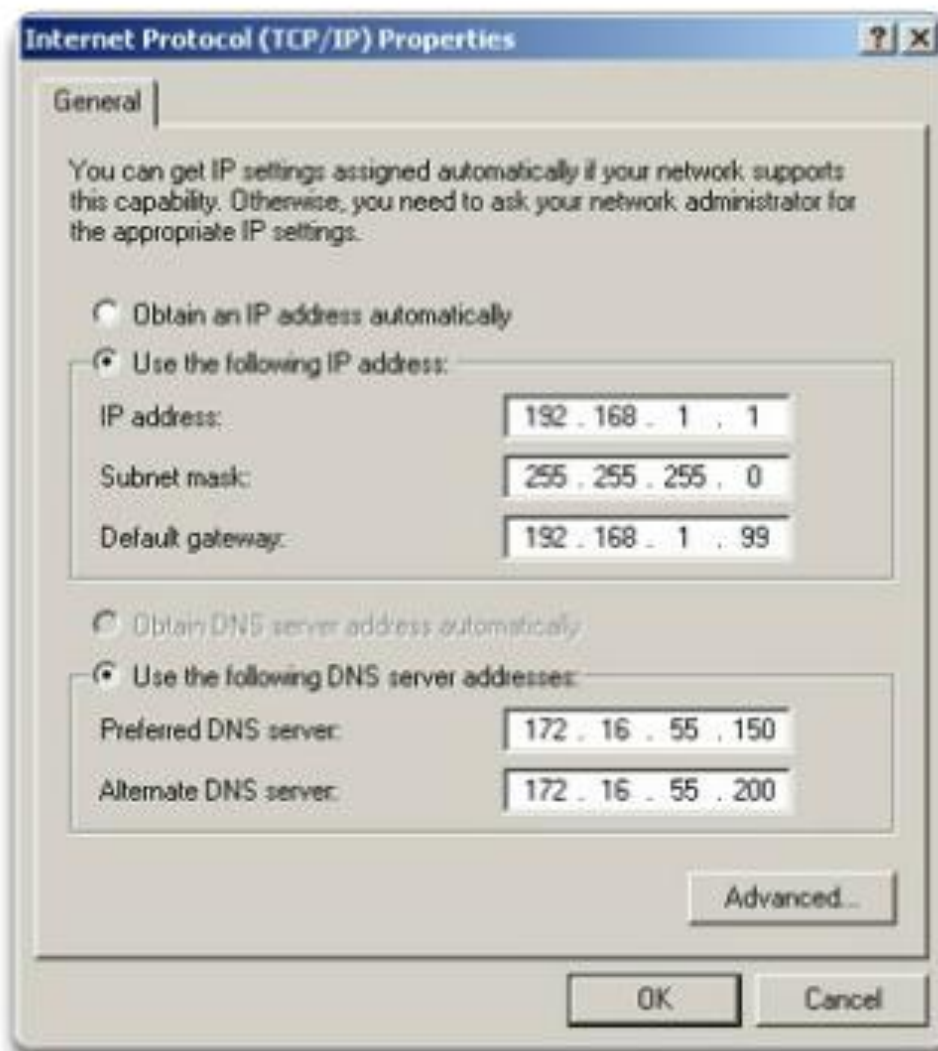 Internet Protocol (TCP/IP) Properties
General
You can get IP settings assigned automatically if your network supports
this capability. Otherwise, you need to ask your network administrator for
the appropriate IP settings.
Obtain an IP address automatically
Use the following IP address:
IP address: 192 . 168 . 1 . 1
Subnet mask: 255 . 255 . 255 . 0
Default gateway: 192 . 168 . 1 . 99
Obtain DNS server address automatically
Use the following DNS server addresses:
Preferred DNS server: 172 . 16 . 55 . 150
Alternate DNS server: 172 . 16 . 55 . 200
Advanced...
OK Cancel